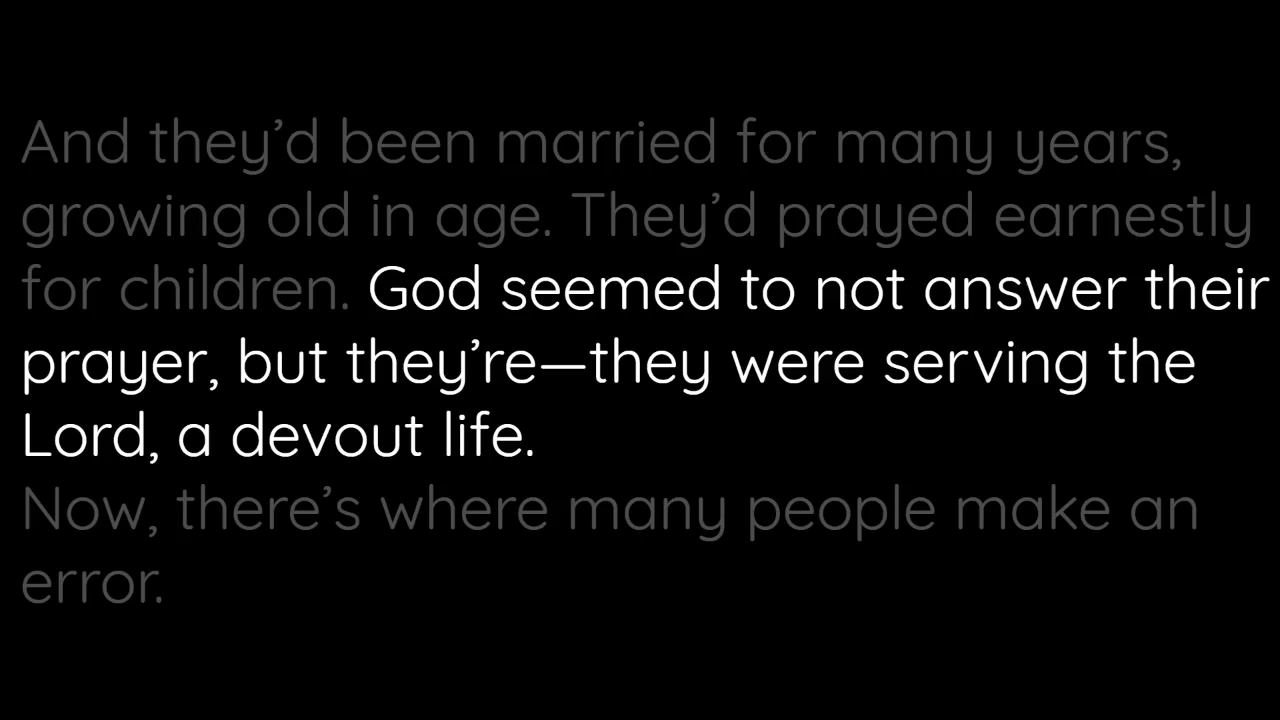 And they’d been married for many years,
growing old in age. They’d prayed earnestly
for children. God seemed to not answer their
prayer, but they’re—they were serving the
Lord, a devout life.
Now, there’s where many people make an
error.